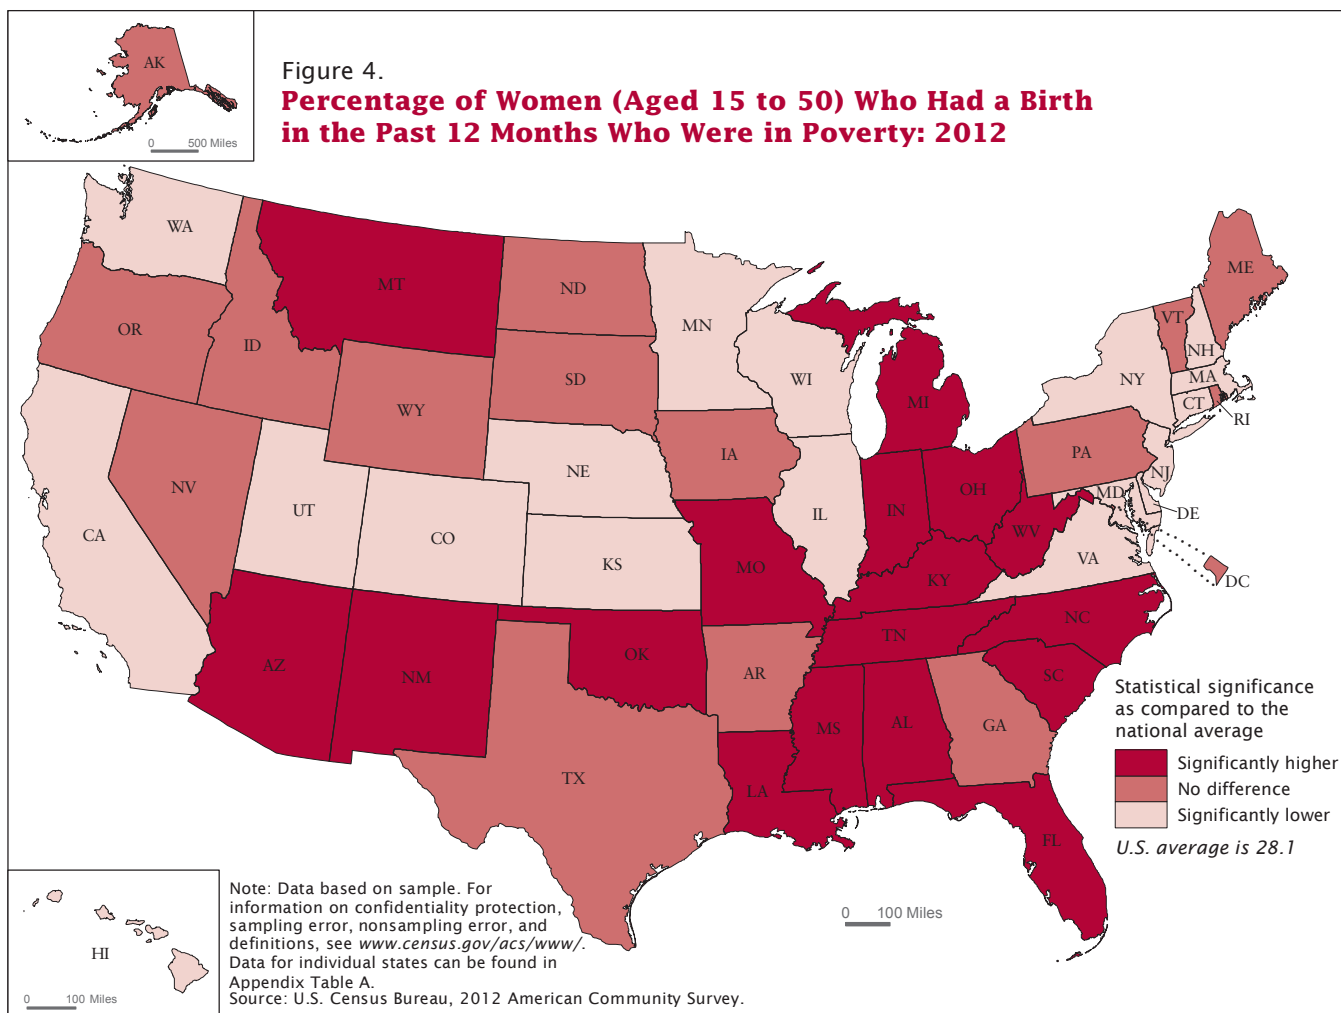 AK
0 500 Miles
Figure 4.
Percentage of Women (Aged 15 to 50) Who Had a Birth
in the Past 12 Months Who Were in Poverty: 2012
WA
MT
ND
MN
ME
VT
OR
ID
SD
WI
NH
NY
MA
WY
MI
CT
RI
IA
PA
NE
NJ
NV
OH
MD
UT
IL
IN
DE
CO
WV
CA
VA
KS
MO
KY
DC
NC
TN
AZ
OK
NM
AR
SC
MS
AL
GA
TX
LA
FL
Statistical significance
as compared to the
national average
Significantly higher
No difference
Significantly lower
U.S. average is 28.1
HI
0 100 Miles
Note: Data based on sample. For
information on confidentiality protection,
sampling error, nonsampling error, and
definitions, see www.census.gov/acs/www/.
Data for individual states can be found in
Appendix Table A.
Source: U.S. Census Bureau, 2012 American Community Survey.
0 100 Miles